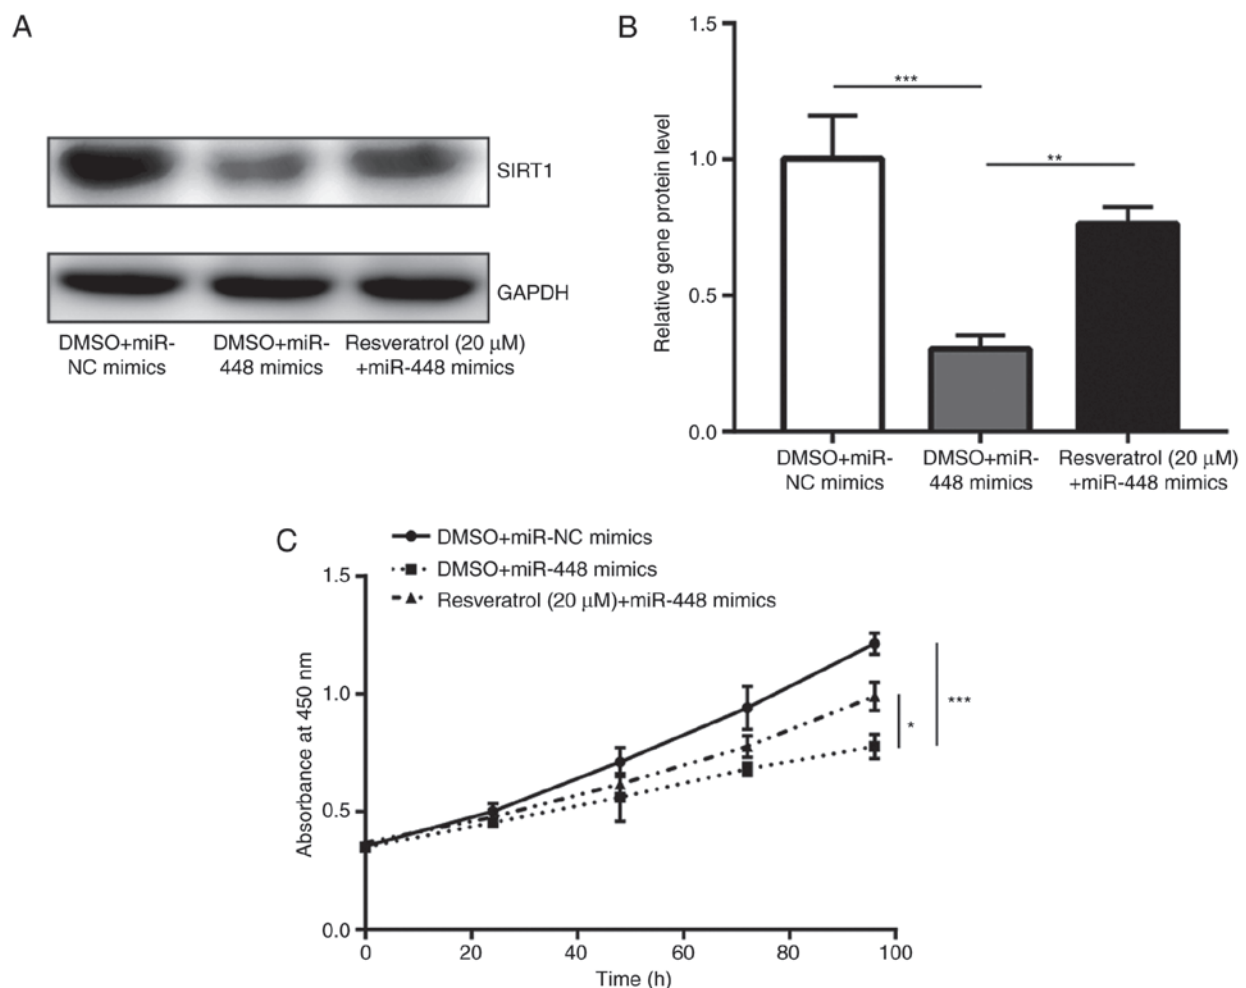 A
SIRT1
GAPDH
DMSO+miR-
NC mimics
DMSO+miR-
448 mimics
Resveratrol (20 μM)
+miR-448 mimics
B
Relative gene protein level
1.5
1.0
0.5
0.0
***
**
DMSO+miR-
NC mimics
DMSO+miR-
448 mimics
Resveratrol (20 μM)
+miR-448 mimics
C
DMSO+miR-NC mimics
DMSO+miR-448 mimics
Resveratrol (20 μM)+miR-448 mimics
Absorbance at 450 nm
1.5
1.0
0.5
0.0
*
***
0 20 40 60 80 100
Time (h)